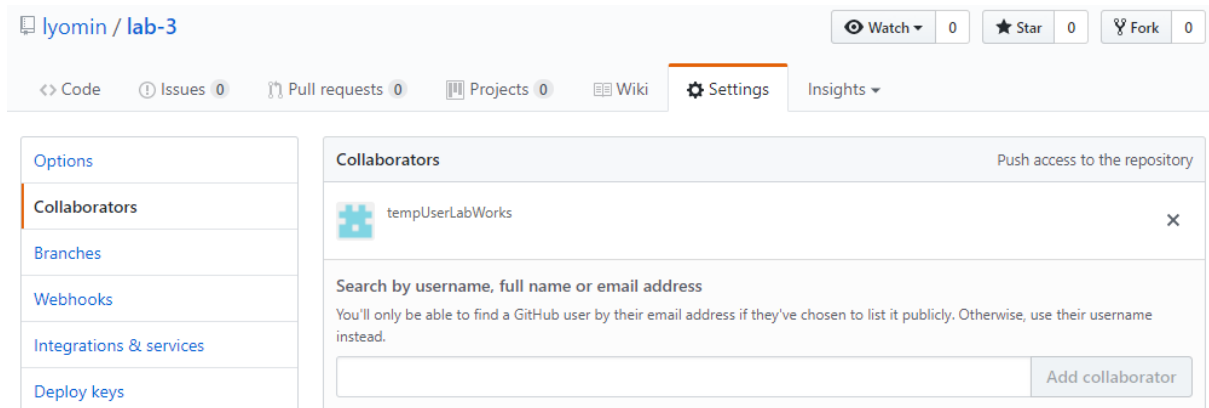 lyomin / lab-3
Watch 0 Star 0 Fork 0
Code Issues 0 Pull requests 0 Projects 0 Wiki Settings Insights
Options
Collaborators
Branches
Webhooks
Integrations & services
Deploy keys
Collaborators Push access to the repository
tempUserLabWorks
Search by username, full name or email address
You'll only be able to find a GitHub user by their email address if they've chosen to list it publicly. Otherwise, use their username
instead.
Add collaborator